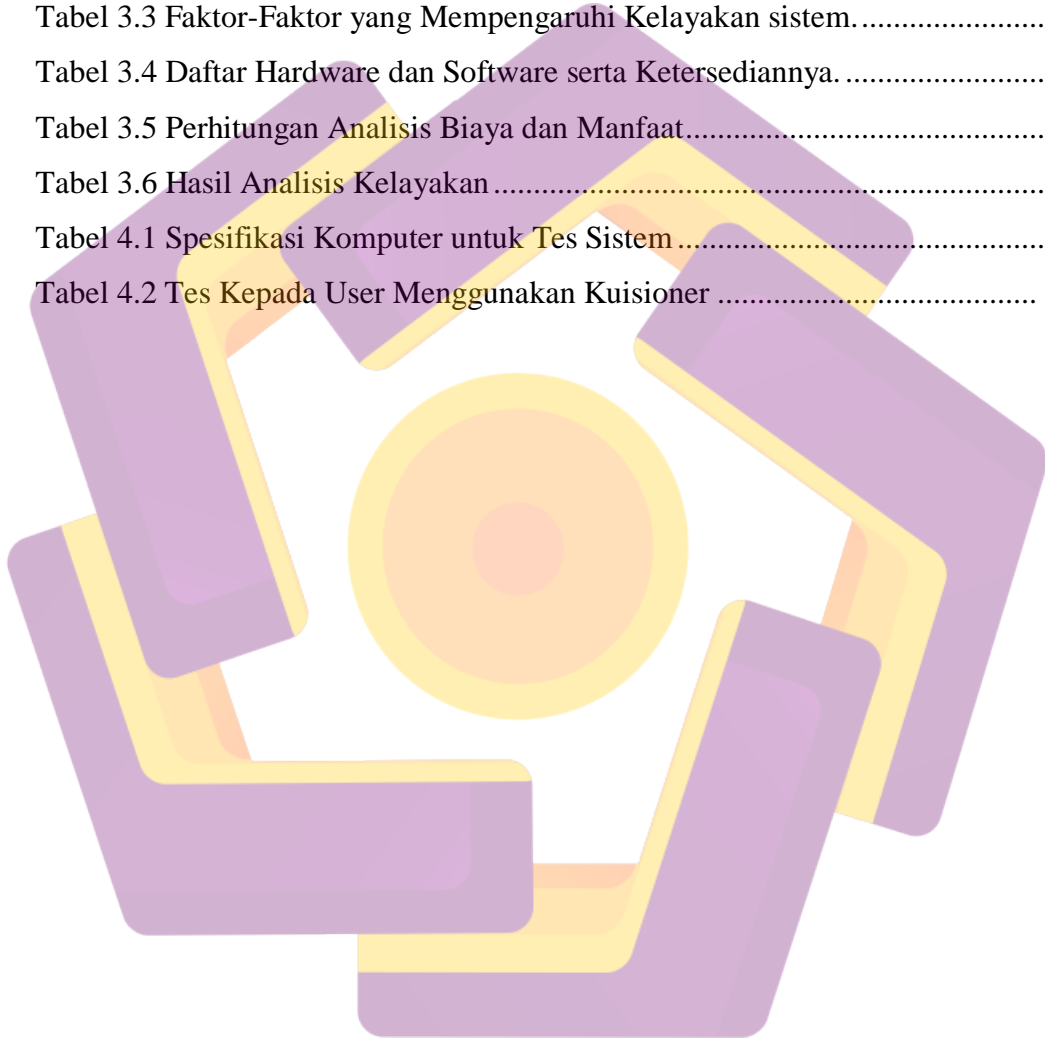 Tabel 3.3 Faktor-Faktor yang Mempengaruhi Kelayakan sistem. .....................
Tabel 3.4 Daftar Hardware dan Software serta Ketersediannya. .......................
Tabel 3.5 Perhitungan Analisis Biaya dan Manfaat..........................................
Tabel 3.6 Hasil Analisis Kelayakan ................................................................
Tabel 4.1 Spesifikasi Komputer untuk Tes Sistem ...........................................
Tabel 4.2 Tes Kepada User Menggunakan Kuisioner .....................................